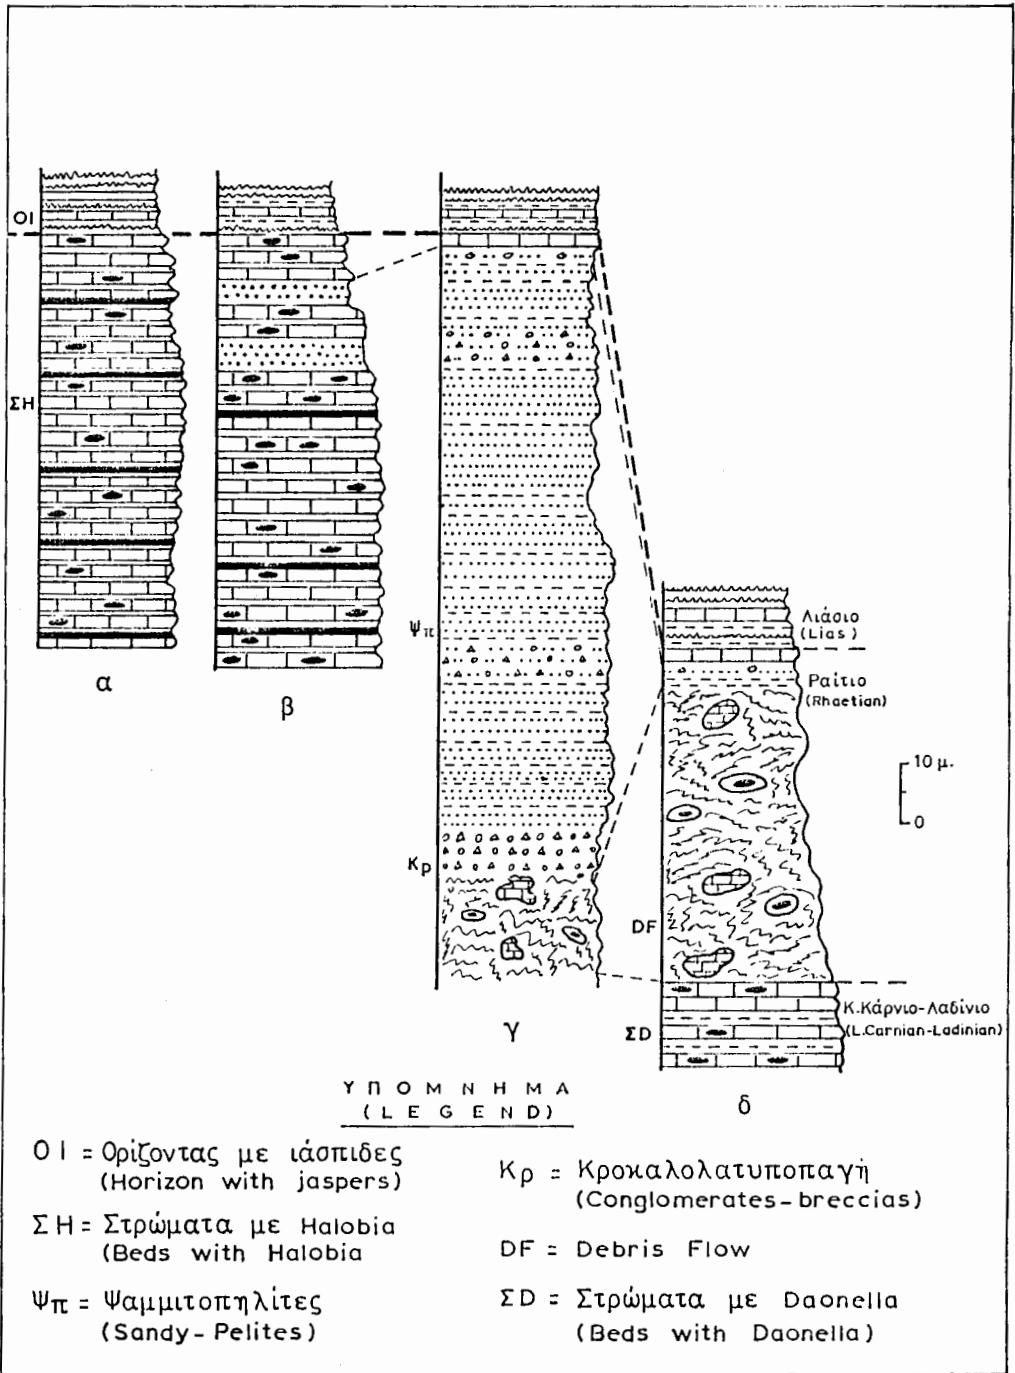 ΟΙ
ΣΗ
α
β
Ψπ
Κρ
γ
Λιάσιο
(Lias)
Ραίτιο
(Rhaetian)
10 μ.
0
DF
ΣD
Κ.Κάρνιο-Λαδίνιο
(L.Carnian-Ladinian)
δ
ΥΠΟΜΝΗΜΑ
(LEGEND)
ΟΙ = Ορίζοντας με ιάσπιδες
(Horizon with jaspers)
ΣΗ = Στρώματα με Halobia
(Beds with Halobia
Ψπ = Ψαμμιτοπηλίτες
(Sandy-Pelites)
Κρ = Κροκαλολατυποπαγή
(Conglomerates-breccias)
DF = Debris Flow
ΣD = Στρώματα με Daonella
(Beds with Daonella)